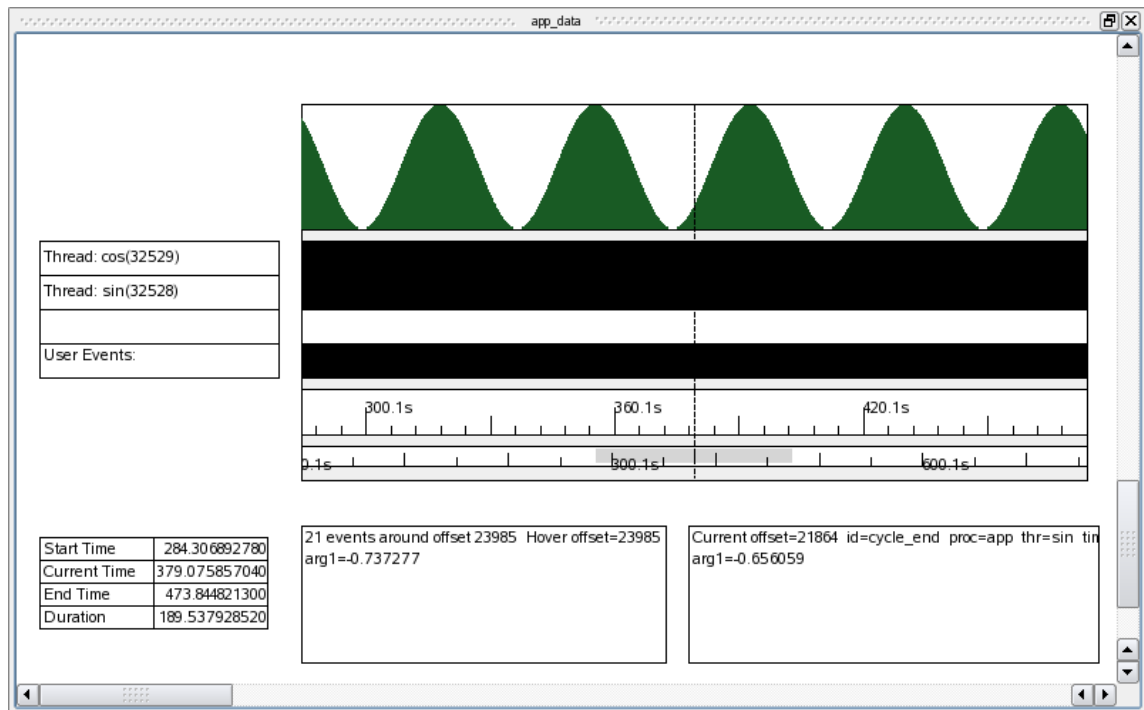 app_data
Thread: cos(32529)
Thread: sin(32528)
User Events:
300.1s 360.1s 420.1s
0.1s 300.1s 600.1s
Start Time 284.306892780
Current Time 379.075857040
End Time 473.844821300
Duration 189.537928520
21 events around offset 23985 Hover offset=23985
arg1=-0.737277
Current offset=21864 id=cycle_end proc=app thr=sin tim
arg1=-0.656059